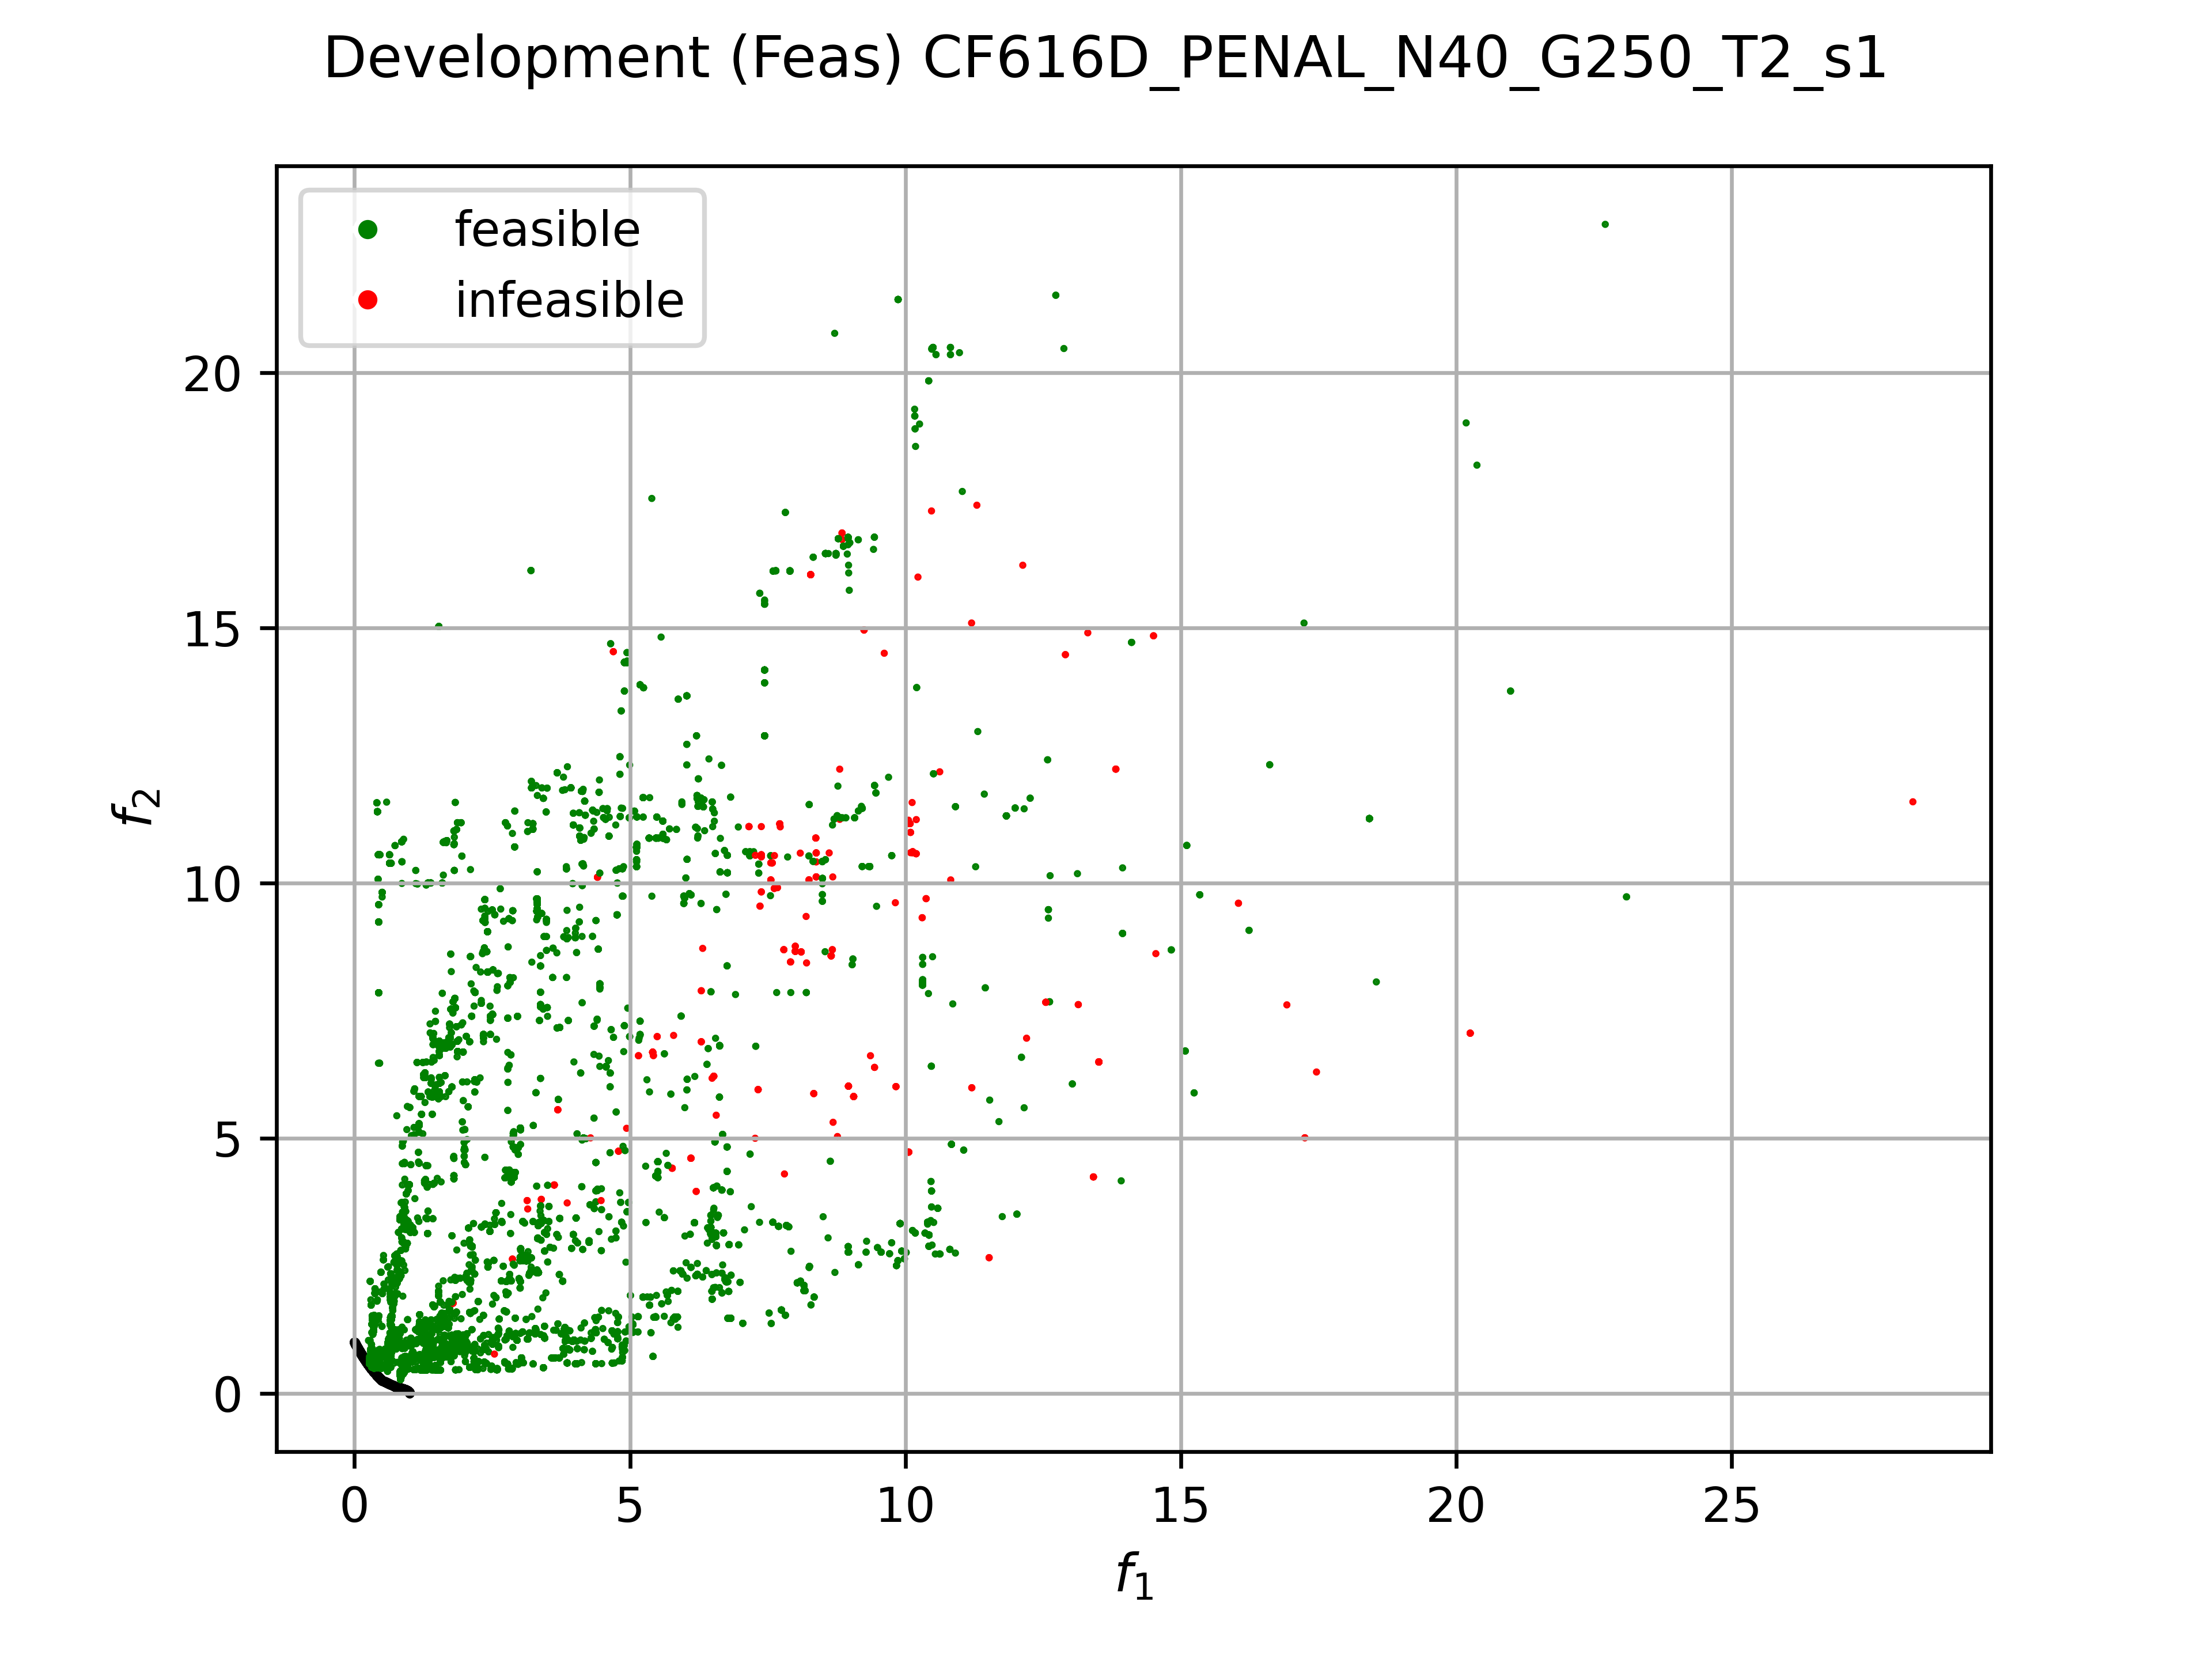 Development (Feas) CF616D_PENAL_N40_G250_T2_s1
feasible
infeasible
20
15
10
5
0
f2
0 5 10 15 20 25
f1